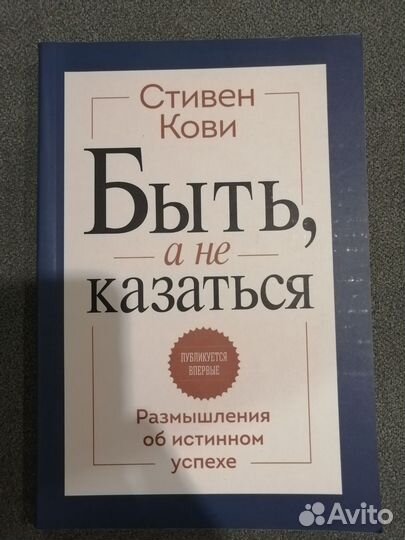 Стивен
Кови
Быть,
а не
казаться
ПУБЛИКУЕТСЯ
ВПЕРВЫЕ
Размышления
об истинном
успехе
Avito